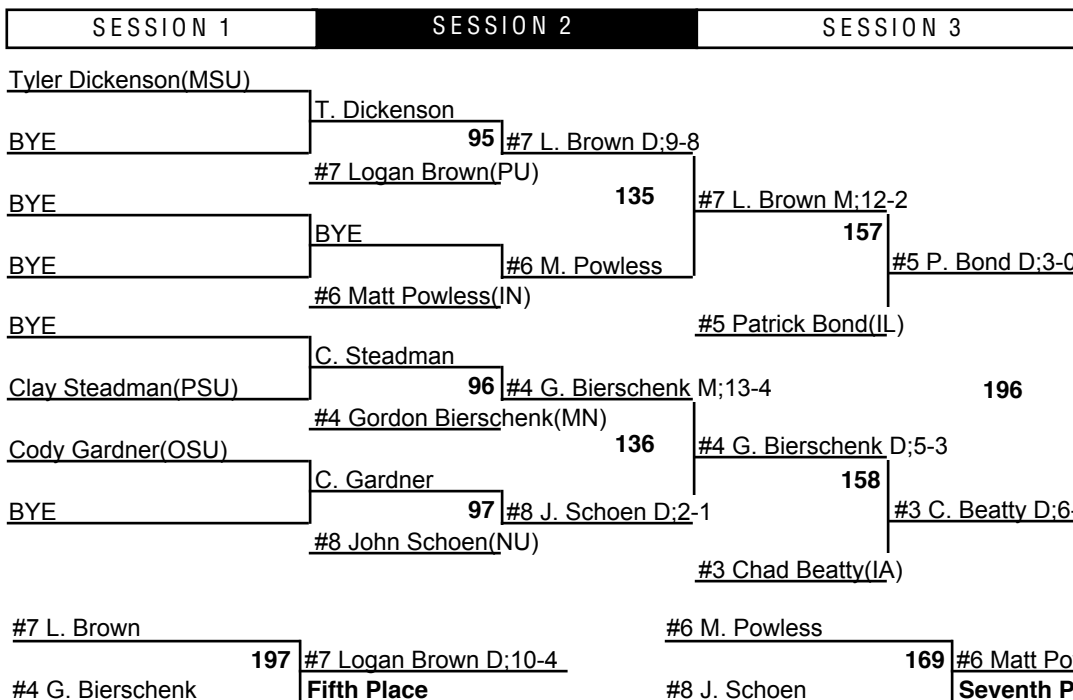 SESSION 1 SESSION 2 SESSION 3
Tyler Dickenson(MSU)
T. Dickenson
BYE
95
#7 L. Brown D;9-8
#7 Logan Brown(PU)
135
BYE
#7 L. Brown M;12-2
BYE
157
BYE
#6 M. Powless
#5 P. Bond D;3-0
#6 Matt Powless(IN)
BYE
#5 Patrick Bond(IL)
C. Steadman
Clay Steadman(PSU)
96
#4 G. Bierschenk M;13-4
196
#4 Gordon Bierschenk(MN)
136
Cody Gardner(OSU)
#4 G. Bierschenk D;5-3
C. Gardner
158
BYE
97
#8 J. Schoen D;2-1
#3 C. Beatty D;6-
#8 John Schoen(NU)
#3 Chad Beatty(IA)
#7 L. Brown
197
#7 Logan Brown D;10-4
#4 G. Bierschenk
Fifth Place
#6 M. Powless
169
#6 Matt Po
#8 J. Schoen
Seventh P